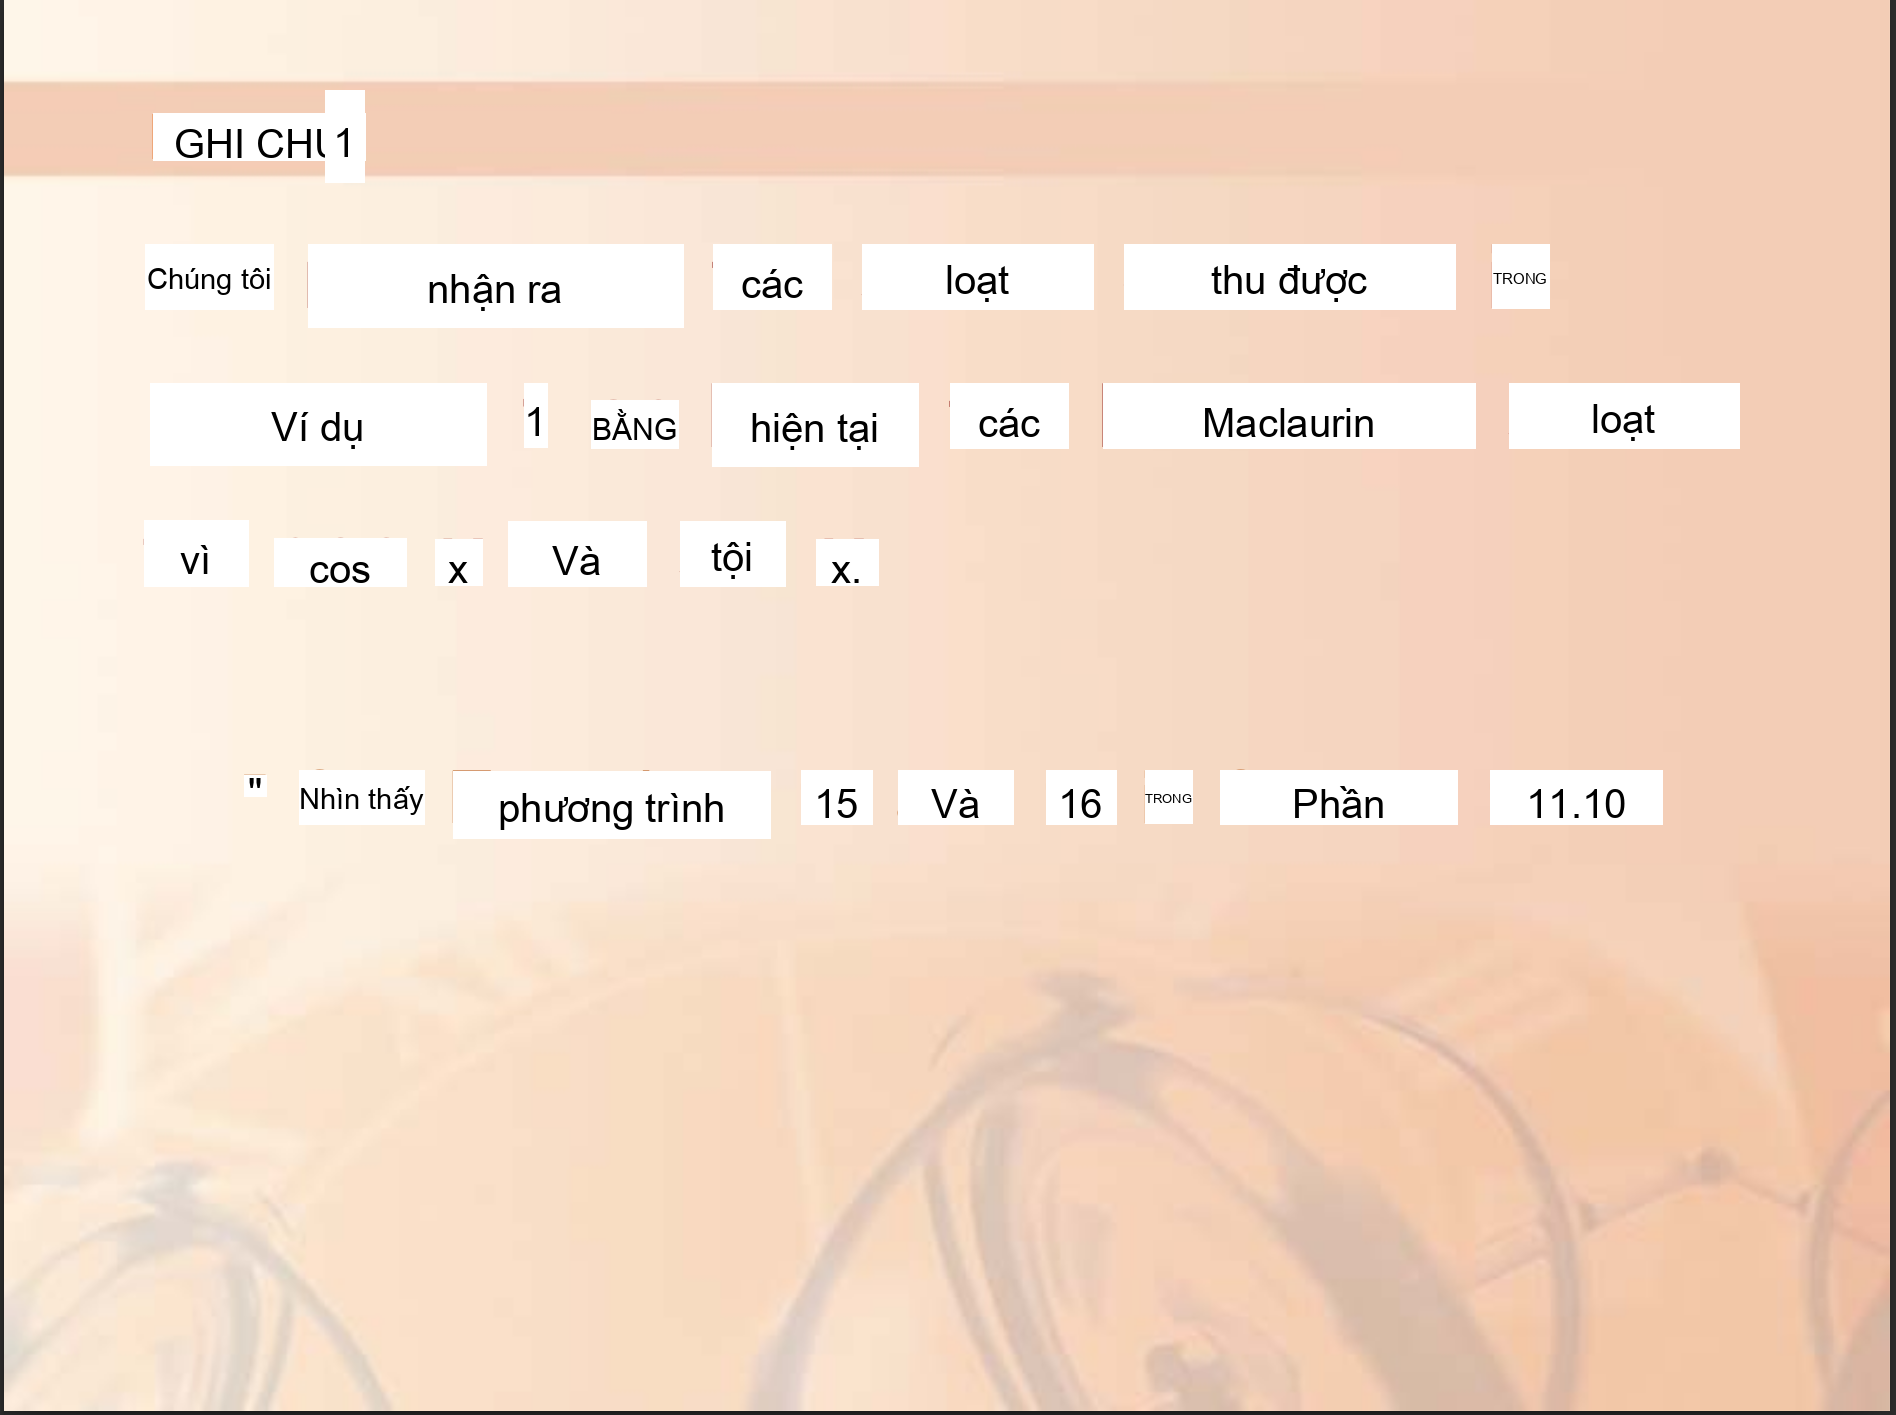 GHI CHÚ 1
Chúng tôi nhận ra các loạt thu được TRONG
Ví dụ 1 BẰNG hiện tại các Maclaurin loạt
vì cos x Và tội x.
" Nhìn thấy phương trình 15 Và 16 TRONG Phần 11.10